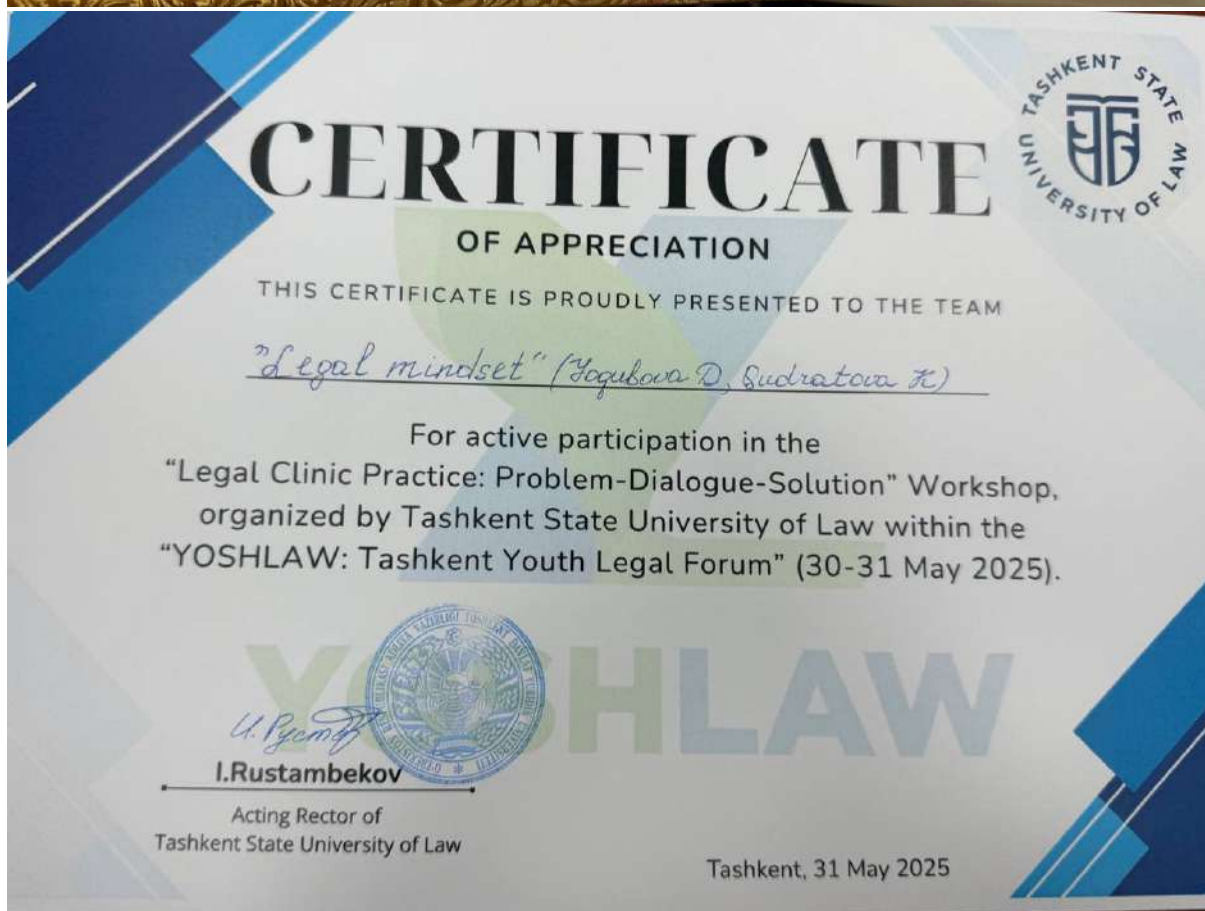 TASHKENT STATE UNIVERSITY OF LAW
CERTIFICATE
OF APPRECIATION
THIS CERTIFICATE IS PROUDLY PRESENTED TO THE TEAM
"Legal mindset" (Yoqubova D, Qudratova K)
For active participation in the
“Legal Clinic Practice: Problem-Dialogue-Solution” Workshop,
organized by Tashkent State University of Law within the
“YOSHLAW: Tashkent Youth Legal Forum” (30-31 May 2025).
YOSHLAW
I.Rustambekov
Acting Rector of
Tashkent State University of Law
Tashkent, 31 May 2025